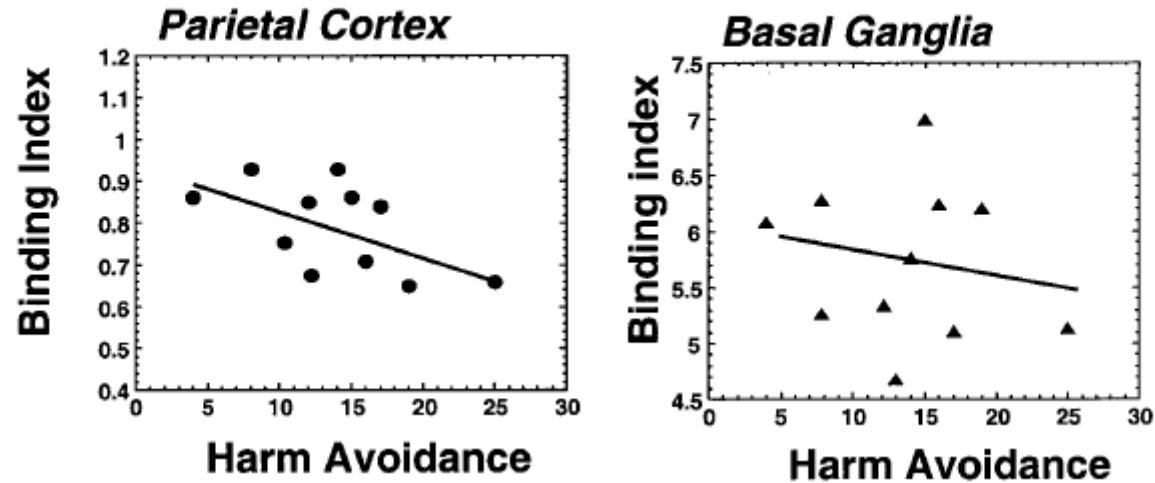 Parietal Cortex
Binding Index
1.2
1.1
1
0.9
0.8
0.7
0.6
0.5
0.4
0 5 10 15 20 25 30
Harm Avoidance
Basal Ganglia
Binding index
7.5
7
6.5
6
5.5
5
4.5
0 5 10 15 20 25 30
Harm Avoidance